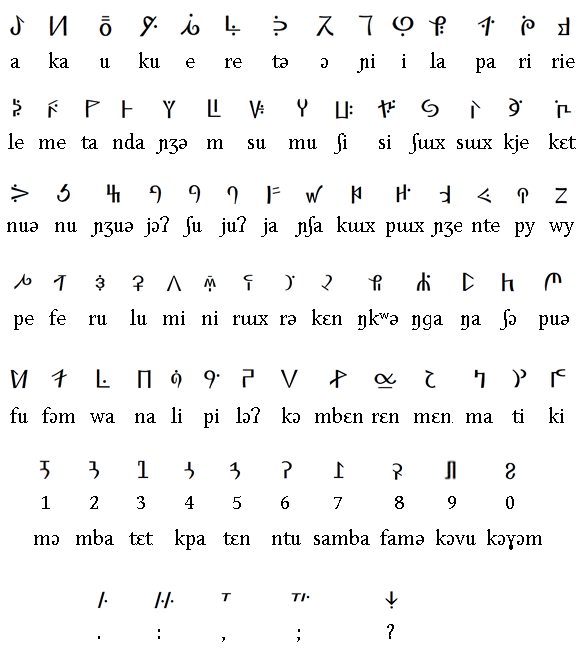 ꚠ ꚡ ꚢ ꚣ ꚤ ꚥ ꚦ ꚧ ꚨ ꚩ ꚪ ꚫ ꚬ ꚭ
a ka u ku e re tə ə ɲi i la pa ri rie
ꚮ ꚯ ꚰ ꚱ ꚲ ꚳ ꚴ ꚵ ꚶ ꚷ ꚸ ꚹ ꚺ ꚻ
le me ta nda ɲʒə m su mu ʃi si ʃɯx sɯx kje kɛt
ꚼ ꚽ ꚾ ꚿ ꛀ ꛁ ꛂ ꛃ ꛄ ꛅ ꛆ ꛇ ꛈ ꛉ
nuə nu ɲʒuə jɔʔ ʃu juʔ ja ɲʃa kɯx pɯx ɲʒe nte py wy
ꛊ ꛋ ꛌ ꛍ ꛎ ꛏ ꛐ ꛑ ꛒ ꛓ ꛔ ꛕ ꛖ ꛗ
pe fe ru lu mi ni rɯx rə kɛn ŋkʷə ŋga ŋa ʃə puə
ꛘ ꛙ ꛚ ꛛ ꛜ ꛝ ꛞ ꛟ ꛠ ꛡ ꛢ ꛣ ꛤ ꛥ
fu fəm wa na li pi ləʔ kə mbɛn rɛn mɛn ma ti ki
ꛦ ꛧ ꛨ ꛩ ꛪ ꛫ ꛬ ꛭ ꛮ ꛯ
1 2 3 4 5 6 7 8 9 0
mə mba tɛt kpa tɛn ntu samba famə kəvu kəɣəm
꛳ ꛴ ꛵ ꛶ ꛷
. : , ; ?